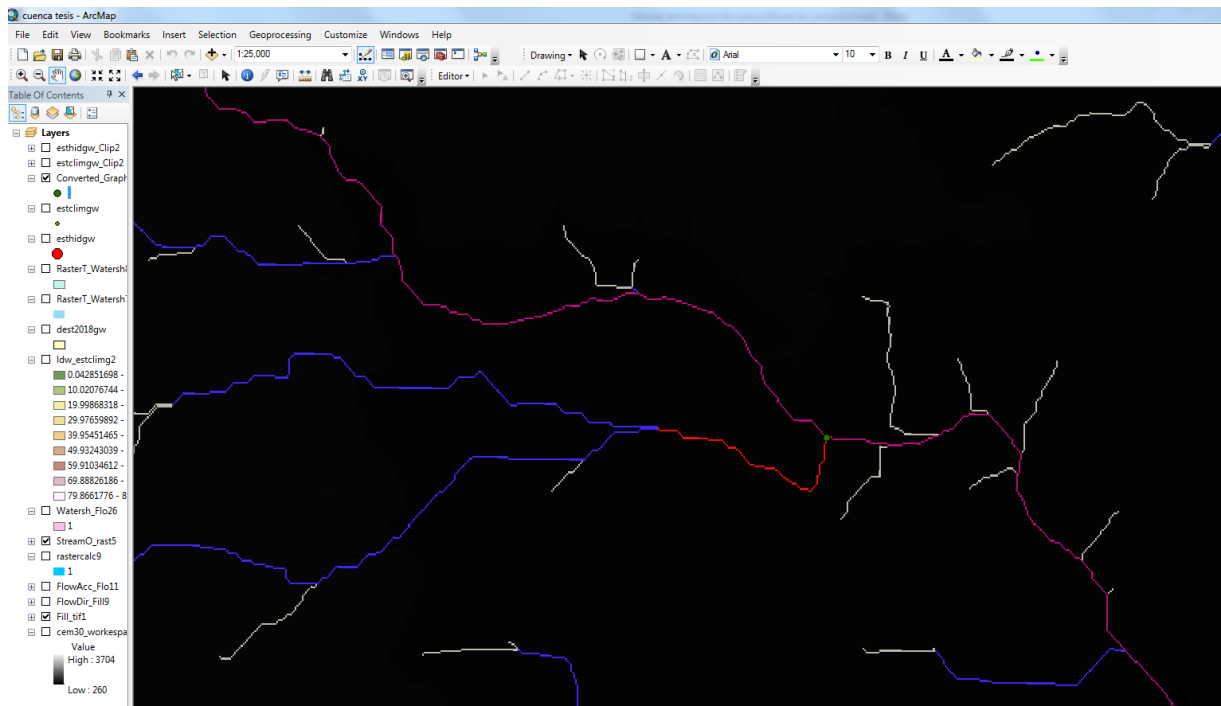 cuenca tesis - ArcMap
File Edit View Bookmarks Insert Selection Geoprocessing Customize Windows Help
1:25,000 Drawing A Arial 10 B I U A
Editor
Table Of Contents
Layers
esthidgw_Clip2
estclimgw_Clip2
Converted_Graph
estclimgw
esthidgw
RasterT_Watersh
RasterT_Watersh
dest2018gw
Idw_estclimg2
0.042851698 -
10.02076744 -
19.99868318 -
29.97659892 -
39.95451465 -
49.93243039 -
59.91034612 -
69.88826186 -
79.8661776 - 8
Watersh_Flo26
1
StreamO_rast5
rastercalc9
1
FlowAcc_Flo11
FlowDir_Fill9
Fill_tif1
cem30_workespa
Value
High : 3704
Low : 260